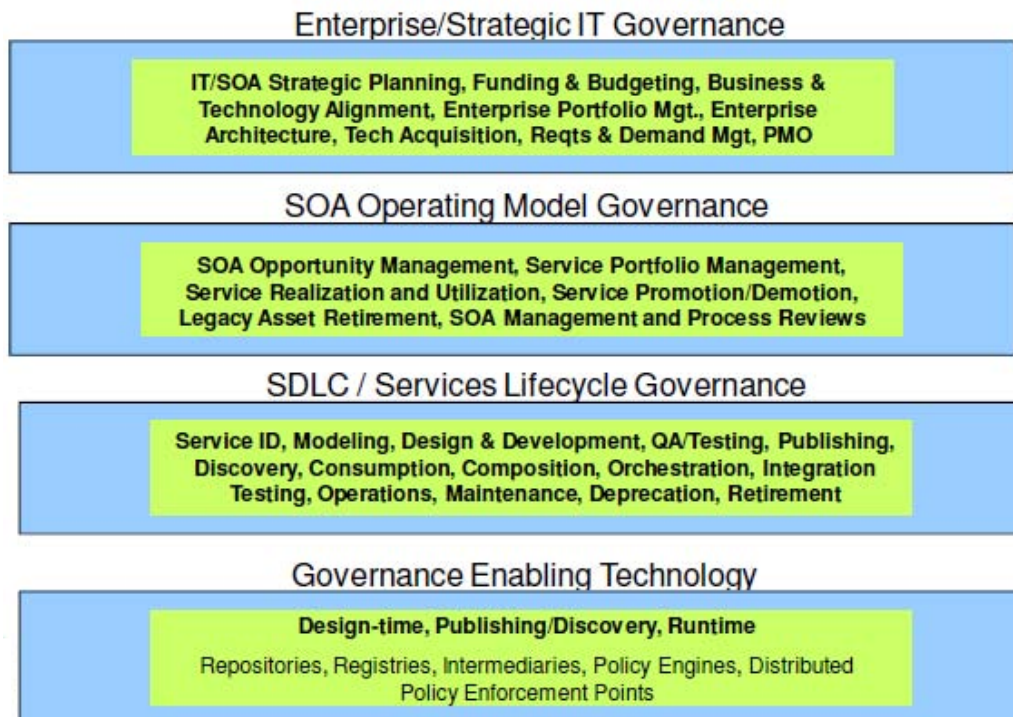 Enterprise/Strategic IT Governance
IT/SOA Strategic Planning, Funding & Budgeting, Business &
Technology Alignment, Enterprise Portfolio Mgt., Enterprise
Architecture, Tech Acquisition, Reqts & Demand Mgt, PMO
SOA Operating Model Governance
SOA Opportunity Management, Service Portfolio Management,
Service Realization and Utilization, Service Promotion/Demotion,
Legacy Asset Retirement, SOA Management and Process Reviews
SDLC / Services Lifecycle Governance
Service ID, Modeling, Design & Development, QA/Testing, Publishing,
Discovery, Consumption, Composition, Orchestration, Integration
Testing, Operations, Maintenance, Deprecation, Retirement
Governance Enabling Technology
Design-time, Publishing/Discovery, Runtime
Repositories, Registries, Intermediaries, Policy Engines, Distributed
Policy Enforcement Points